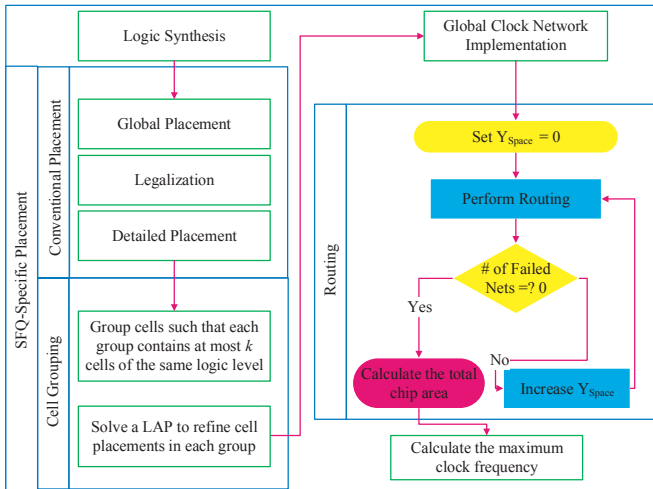 Logic Synthesis
SFQ-Specific Placement
Conventional Placement
Global Placement
Legalization
Detailed Placement
Cell Grouping
Group cells such that each
group contains at most k
cells of the same logic level
Solve a LAP to refine cell
placements in each group
Global Clock Network
Implementation
Routing
Set Y_Space = 0
Perform Routing
# of Failed
Nets =? 0
Yes
No
Calculate the total
chip area
Increase Y_Space
Calculate the maximum
clock frequency